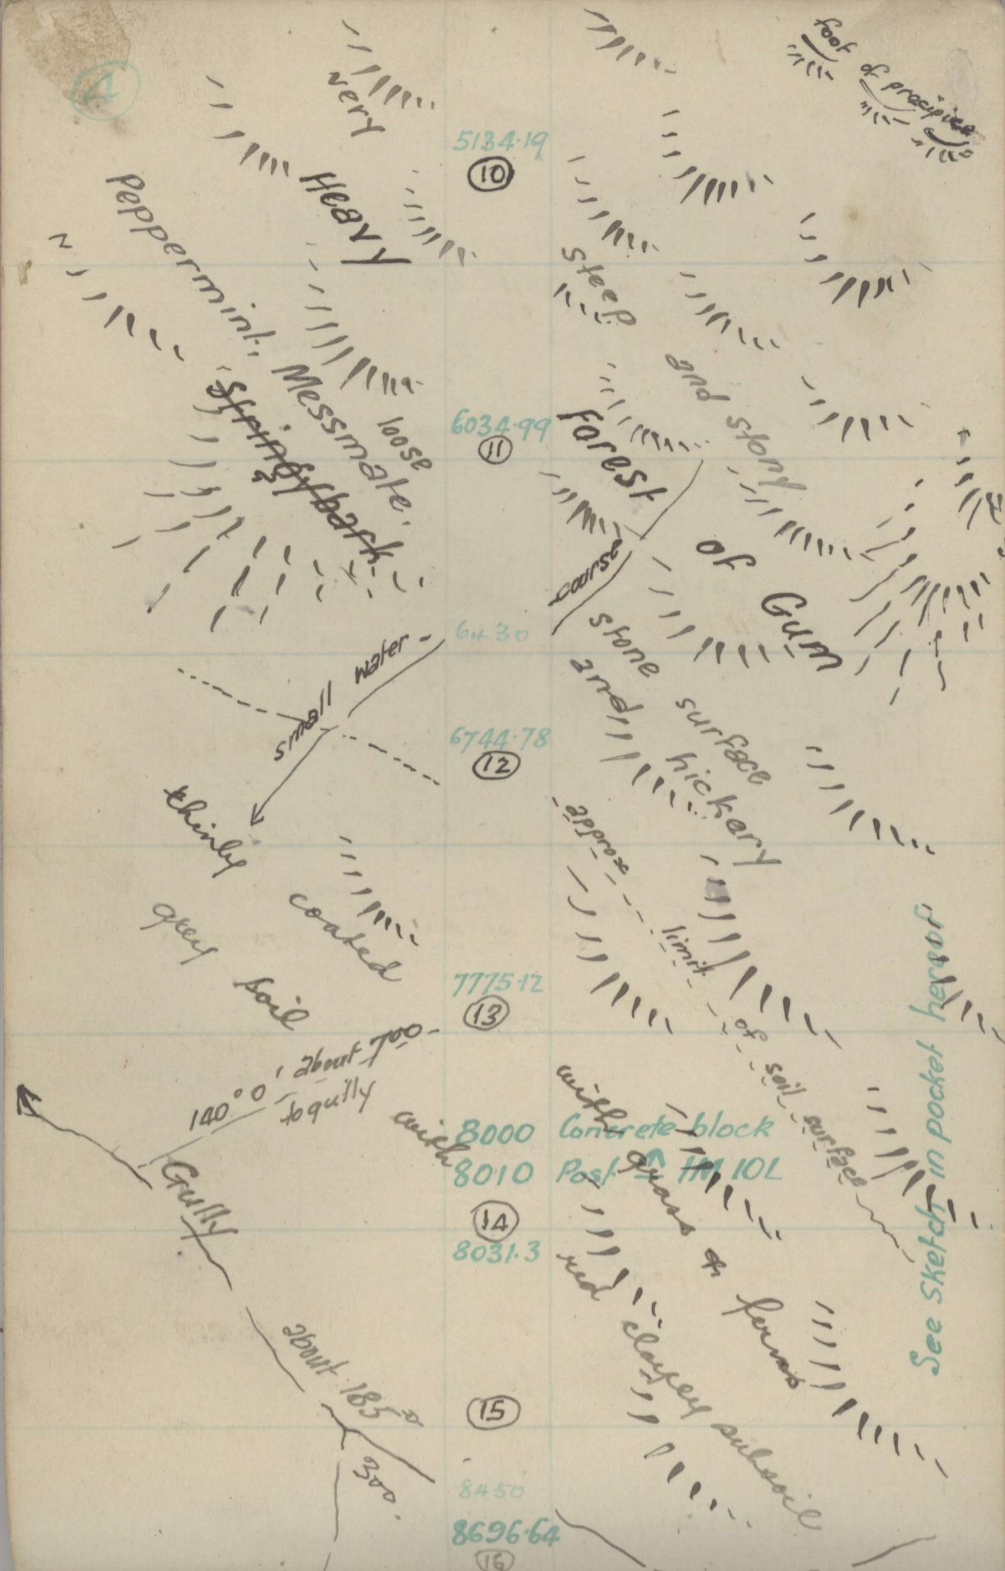 4
foot of precipice
Very
Heavy
forest
of Gum
Peppermint, Messmate.
Stringybark
and hickory
5134.19
10
steep
and stony
loose
stone surface
6034.99
11
small water course
6430
6744.78
12
approx limit of soil surface
thinly coated
with grass & ferns
grey soil with
red clayey subsoil
7775.12
13
140°0'
about 700
to gully
Gully
8000 Concrete block
8010 Post IM 10L
14
8031.3
about 185°
300.
15
8450
8696.64
16
See sketch in pocket hereof